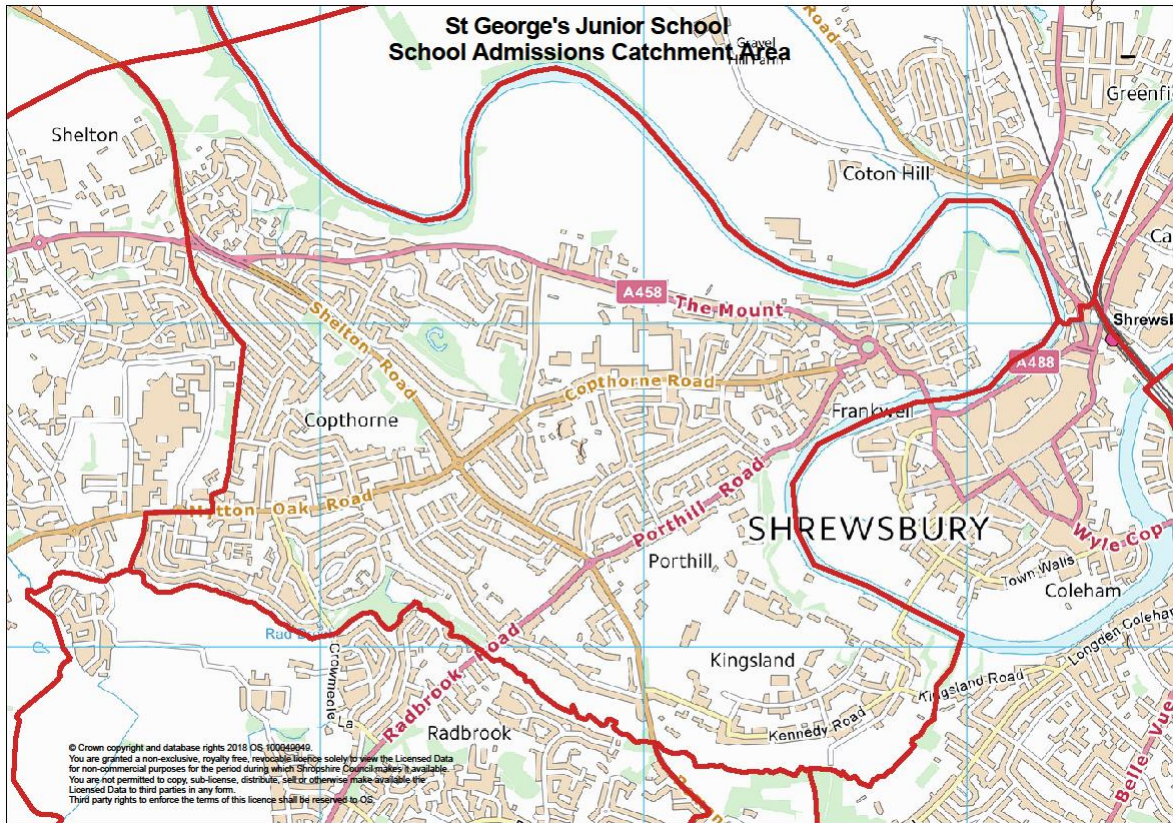 St George's Junior School
School Admissions Catchment Area
Road
Gravel
Hill Farm
Shelton
Coton Hill
A458
The Mount
Shelton Road
Copthorne Road
A488
Copthorne
Frankwell
Mytton Oak Road
Porthill Road
SHREWSBURY
Wyle Cop
Porthill
Town Walls
Coleham
Longden Coleham
Rad Brook
Kingsland
Kingsland Road
Crowmeole La
Radbrook Road
Radbrook
Kennedy Road
Belle Vue
© Crown copyright and database rights 2018 OS 100049049.
You are granted a non-exclusive, royalty free, revocable licence solely to view the Licensed Data
for non-commercial purposes for the period during which Shropshire Council makes it available.
You are not permitted to copy, sub-license, distribute, sell or otherwise make available the
Licensed Data to third parties in any form.
Third party rights to enforce the terms of this licence shall be reserved to OS.